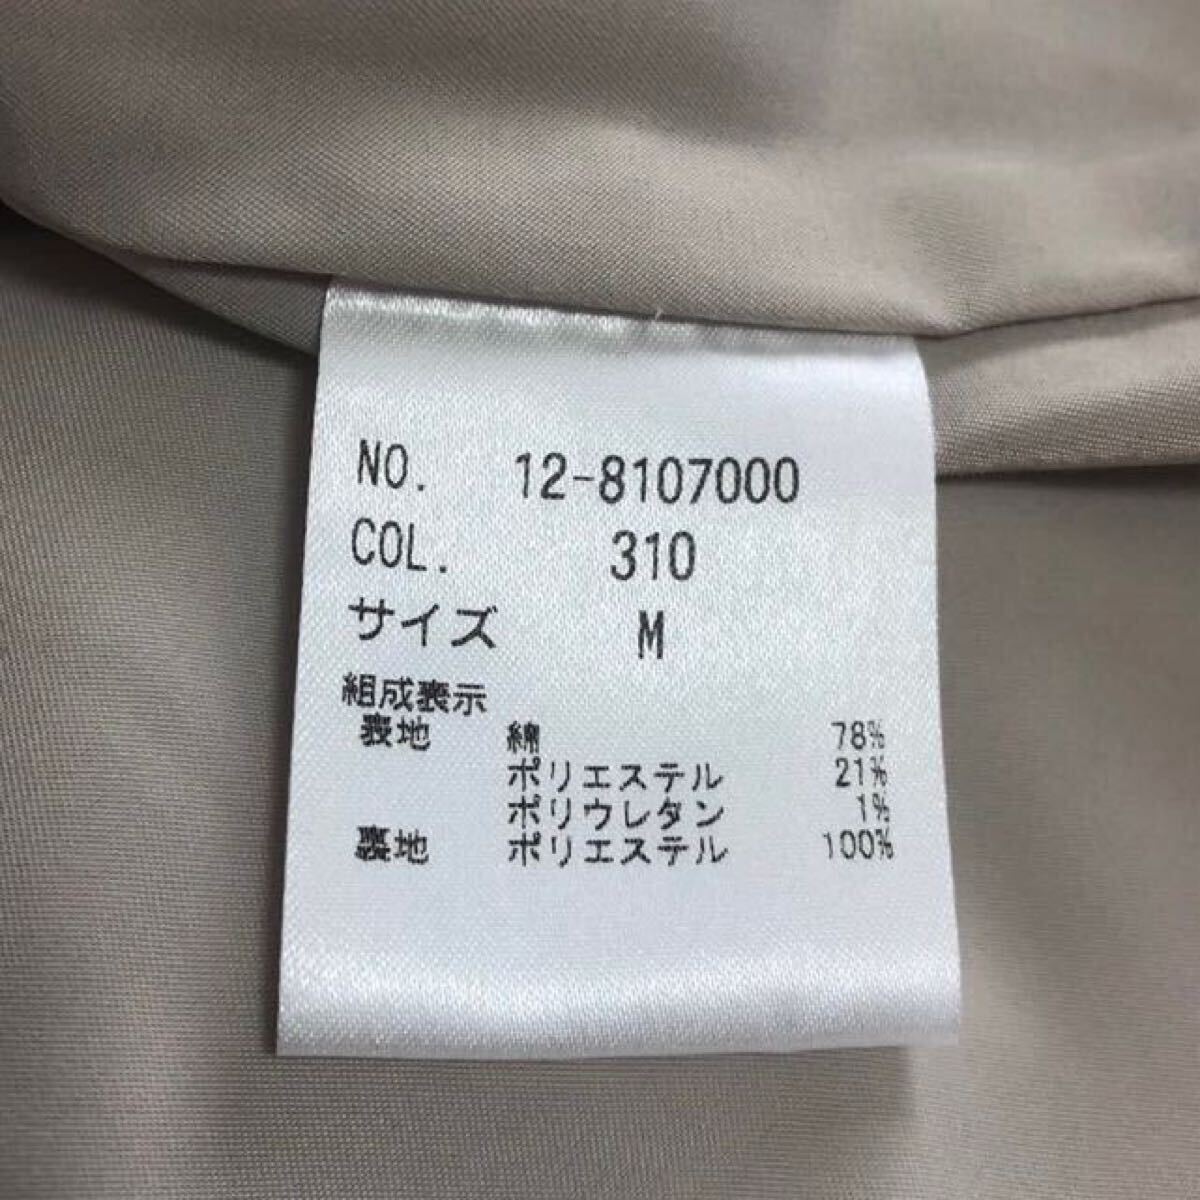 NO. 12-8107000
COL. 310
サイズ M
組成表示
表地 綿 78%
ポリエステル 21%
ポリウレタン 1%
裏地 ポリエステル 100%